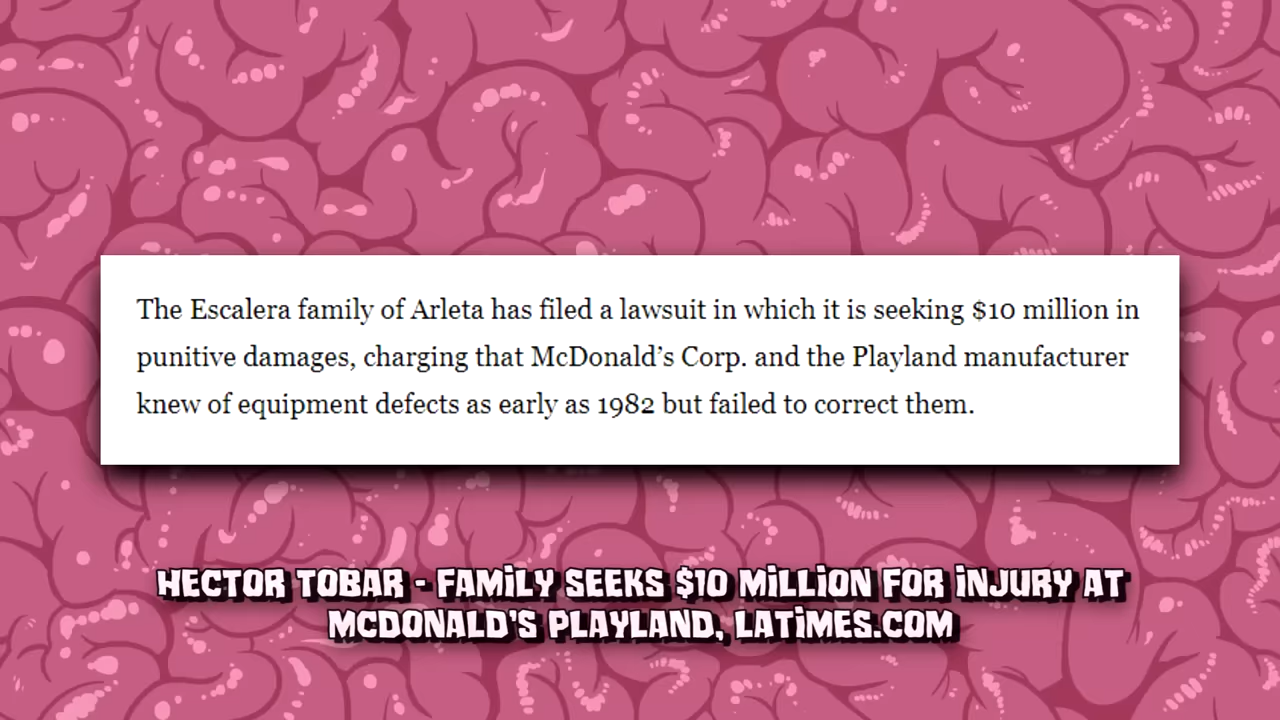 The Escalera family of Arleta has filed a lawsuit in which it is seeking $10 million in
punitive damages, charging that McDonald’s Corp. and the Playland manufacturer
knew of equipment defects as early as 1982 but failed to correct them.
HECTOR TOBAR - FAMiLY SEEKS $10 MiLLiON FOR iNJURY AT
MCDONALD'S PLAYLAND, LATiMES.COM